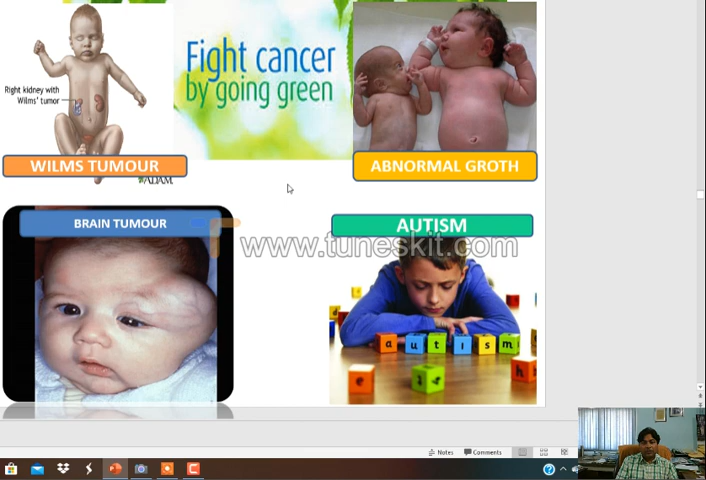 Right kidney with
Wilms' tumor
Fight cancer
by going green
WILMS TUMOUR
ADAM
ABNORMAL GROTH
BRAIN TUMOUR
AUTISM
www.tuneskit.com
a u t i s m
e
h
Notes
Comments